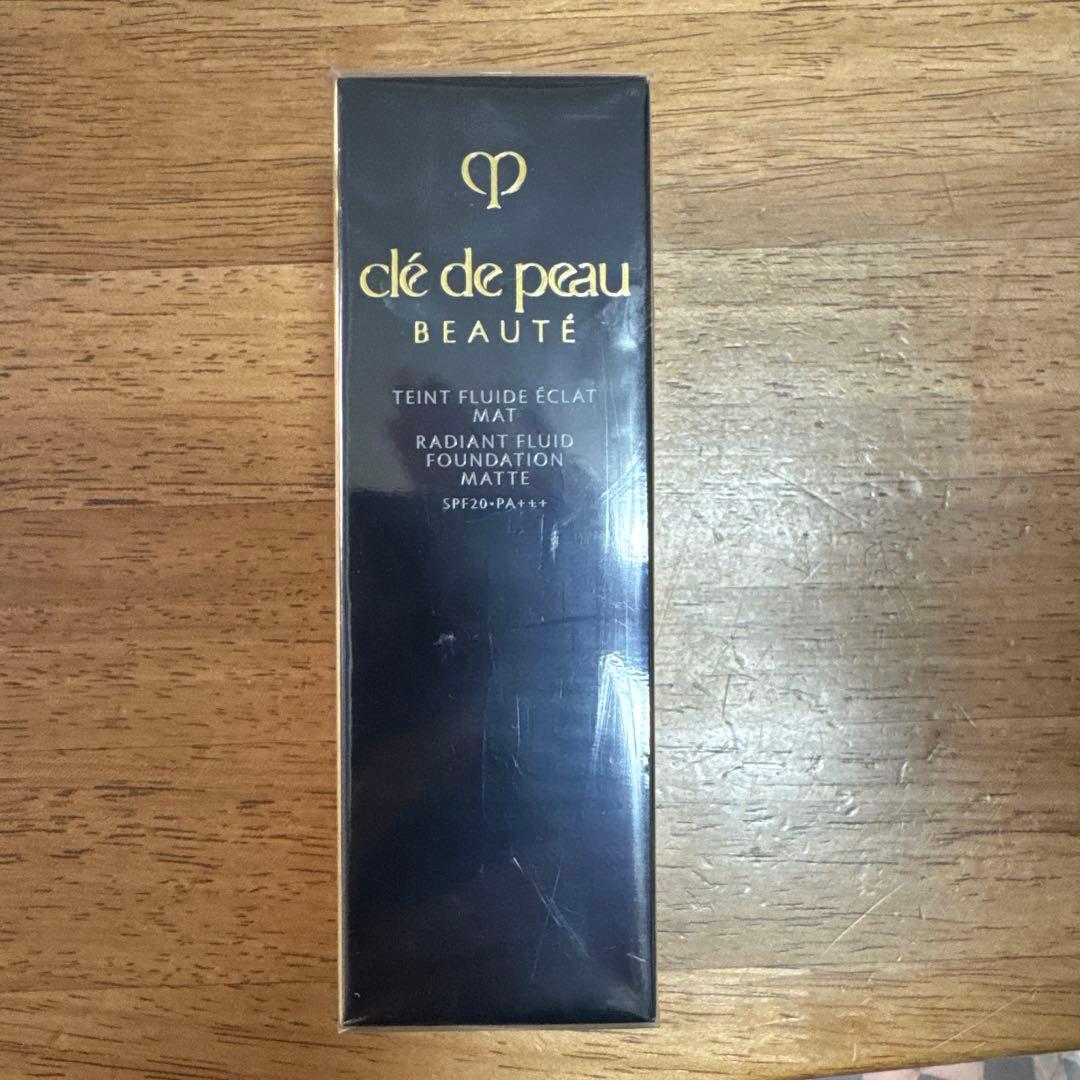 clé de peau
BEAUTÉ
TEINT FLUIDE ÉCLAT
MAT
RADIANT FLUID
FOUNDATION
MATTE
SPF20・PA+++